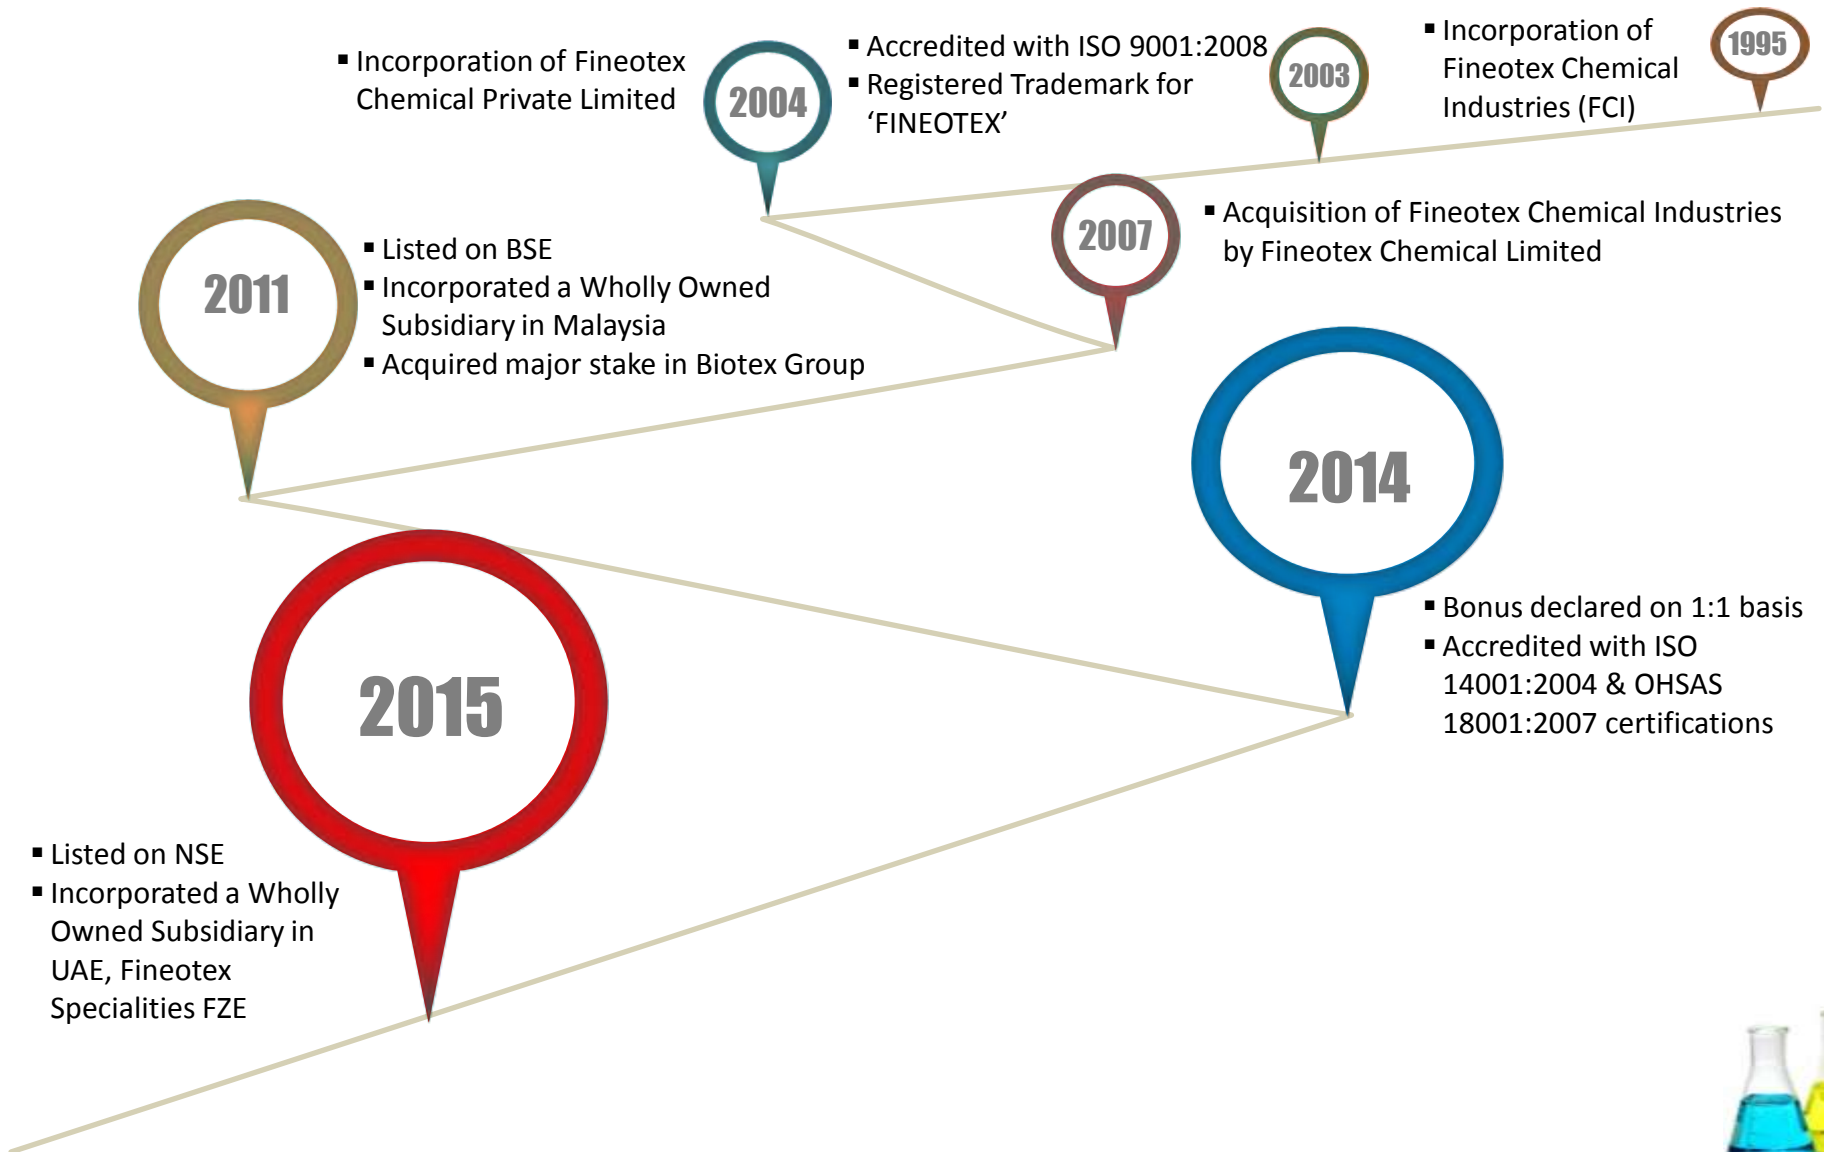 1995
▪ Incorporation of
Fineotex Chemical
Industries (FCI)
2003
▪ Accredited with ISO 9001:2008
▪ Registered Trademark for
‘FINEOTEX’
2004
▪ Incorporation of Fineotex
Chemical Private Limited
2007
▪ Acquisition of Fineotex Chemical Industries
by Fineotex Chemical Limited
2011
▪ Listed on BSE
▪ Incorporated a Wholly Owned
Subsidiary in Malaysia
▪ Acquired major stake in Biotex Group
2014
▪ Bonus declared on 1:1 basis
▪ Accredited with ISO
14001:2004 & OHSAS
18001:2007 certifications
2015
▪ Listed on NSE
▪ Incorporated a Wholly
Owned Subsidiary in
UAE, Fineotex
Specialities FZE